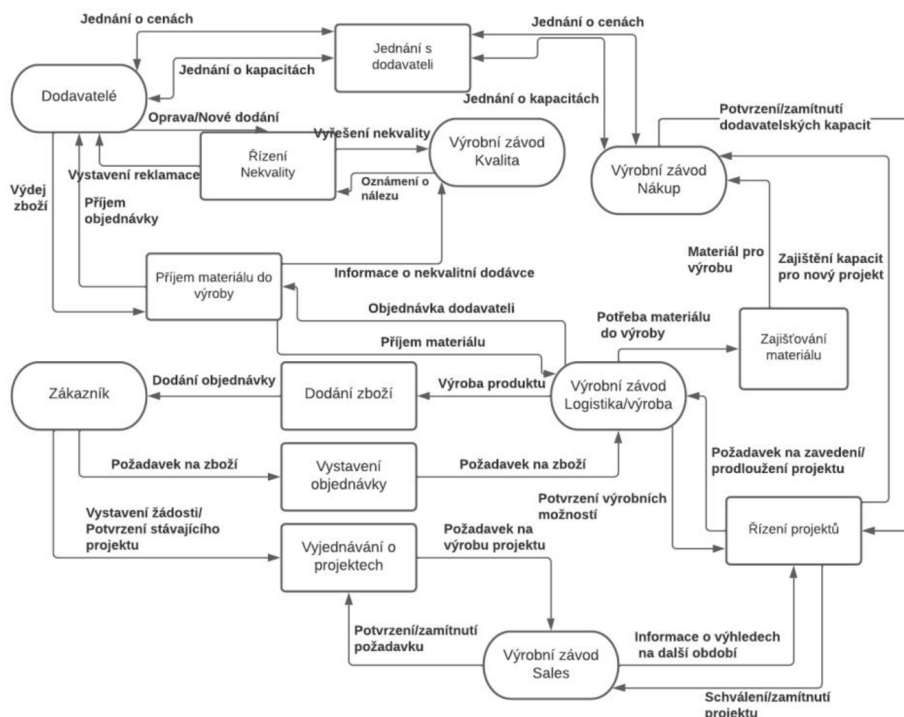 Jednání o cenách
Jednání o cenách
Jednání s
dodavateli
Jednání o kapacitách
Dodavatelé
Jednání o kapacitách
Potvrzení/zamítnutí
dodavatelských kapacit
Oprava/Nové dodání
Vyřešení nekvality
Výrobní závod
Kvalita
Řízení
Nekvality
Výrobní závod
Nákup
Vystavení reklamace
Oznámení o
nálezu
Výdej
zboží
Příjem
objednávky
Materiál pro
výrobu
Zajištění kapacit
pro nový projekt
Informace o nekvalitní dodávce
Příjem materiálu do
výroby
Objednávka dodavateli
Potřeba materiálu
do výroby
Příjem materiálu
Zajišťování
materiálu
Dodání objednávky
Výroba produktu
Zákazník
Dodání zboží
Výrobní závod
Logistika/výroba
Požadavek na zboží
Vystavení
objednávky
Požadavek na zboží
Požadavek na zavedení/
prodloužení projektu
Potvrzení výrobních
možností
Vystavení žádosti/
Potvrzení stávajícího
projektu
Vyjednávání o
projektech
Požadavek na
výrobu projektu
Řízení projektů
Potvrzení/zamítnutí
požadavku
Výrobní závod
Sales
Informace o výhledech
na další období
Schválení/zamítnutí
projektu